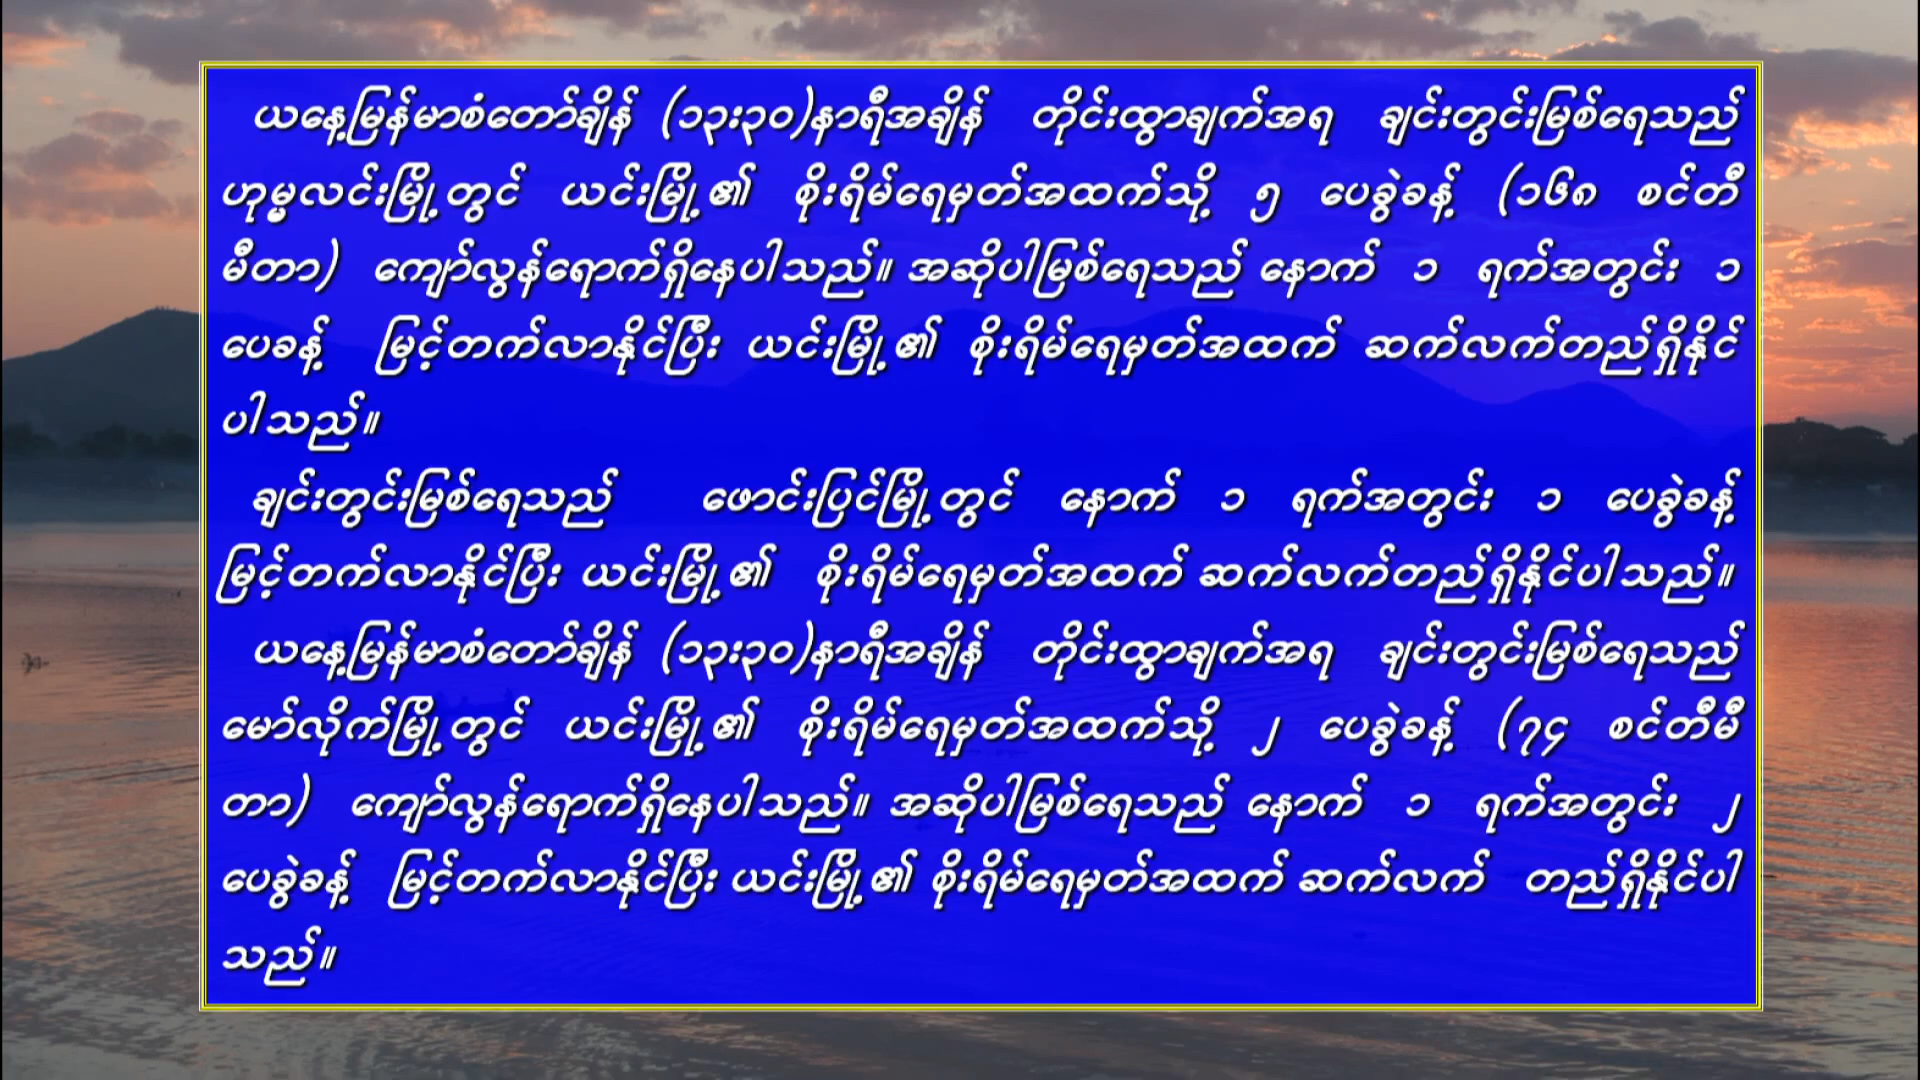 ယနေ့မြန်မာစံတော်ချိန် (၁၃း၃၀)နာရီအချိန် တိုင်းထွာချက်အရ ချင်းတွင်းမြစ်ရေသည်
ဟုမ္မလင်းမြို့တွင် ယင်းမြို့၏ စိုးရိမ်ရေမှတ်အထက်သို့ ၅ ပေခွဲခန့် (၁၆၈ စင်တီ
မီတာ) ကျော်လွန်ရောက်ရှိနေပါသည်။ အဆိုပါမြစ်ရေသည် နောက် ၁ ရက်အတွင်း ၁
ပေခန့် မြင့်တက်လာနိုင်ပြီး ယင်းမြို့၏ စိုးရိမ်ရေမှတ်အထက် ဆက်လက်တည်ရှိနိုင်
ပါသည်။
ချင်းတွင်းမြစ်ရေသည် ဖောင်းပြင်မြို့တွင် နောက် ၁ ရက်အတွင်း ၁ ပေခွဲခန့်
မြင့်တက်လာနိုင်ပြီး ယင်းမြို့၏ စိုးရိမ်ရေမှတ်အထက် ဆက်လက်တည်ရှိနိုင်ပါသည်။
ယနေ့မြန်မာစံတော်ချိန် (၁၃း၃၀)နာရီအချိန် တိုင်းထွာချက်အရ ချင်းတွင်းမြစ်ရေသည်
မော်လိုက်မြို့တွင် ယင်းမြို့၏ စိုးရိမ်ရေမှတ်အထက်သို့ ၂ ပေခွဲခန့် (၇၄ စင်တီမီ
တာ) ကျော်လွန်ရောက်ရှိနေပါသည်။ အဆိုပါမြစ်ရေသည် နောက် ၁ ရက်အတွင်း ၂
ပေခွဲခန့် မြင့်တက်လာနိုင်ပြီး ယင်းမြို့၏ စိုးရိမ်ရေမှတ်အထက် ဆက်လက် တည်ရှိနိုင်ပါ
သည်။